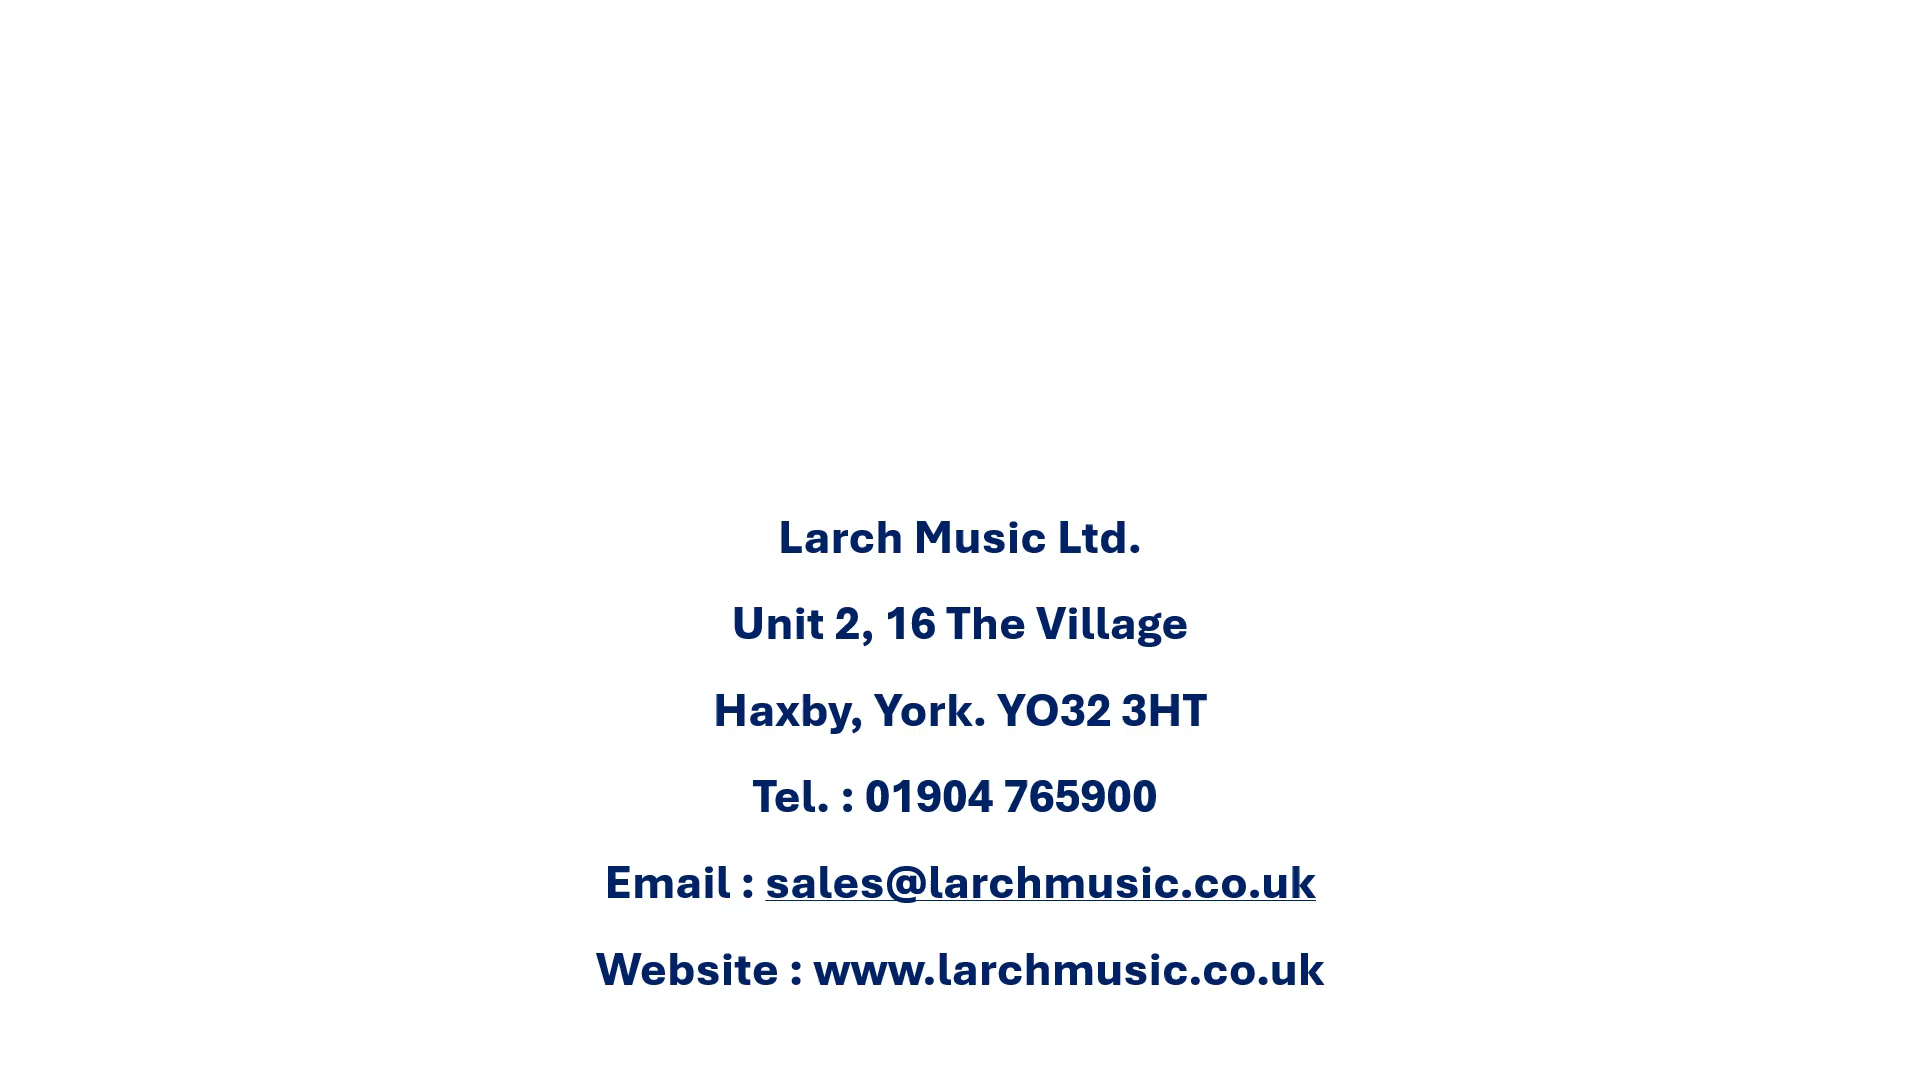 Larch Music Ltd.
Unit 2, 16 The Village
Haxby, York. YO32 3HT
Tel. : 01904 765900
Email : sales@larchmusic.co.uk
Website : www.larchmusic.co.uk